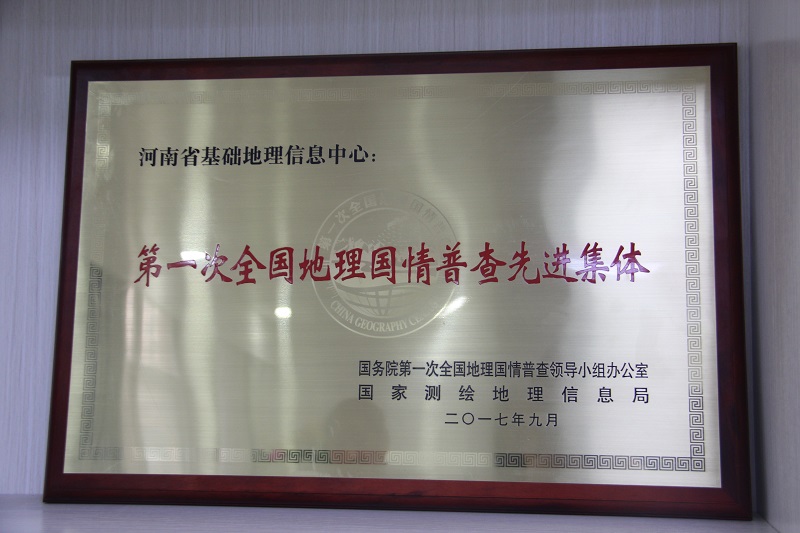 河南省基础地理信息中心：
第一次全国地理国情普查先进集体
CHINA GEOGRAPHY
国务院第一次全国地理国情普查领导小组办公室
国家测绘地理信息局
二〇一七年九月